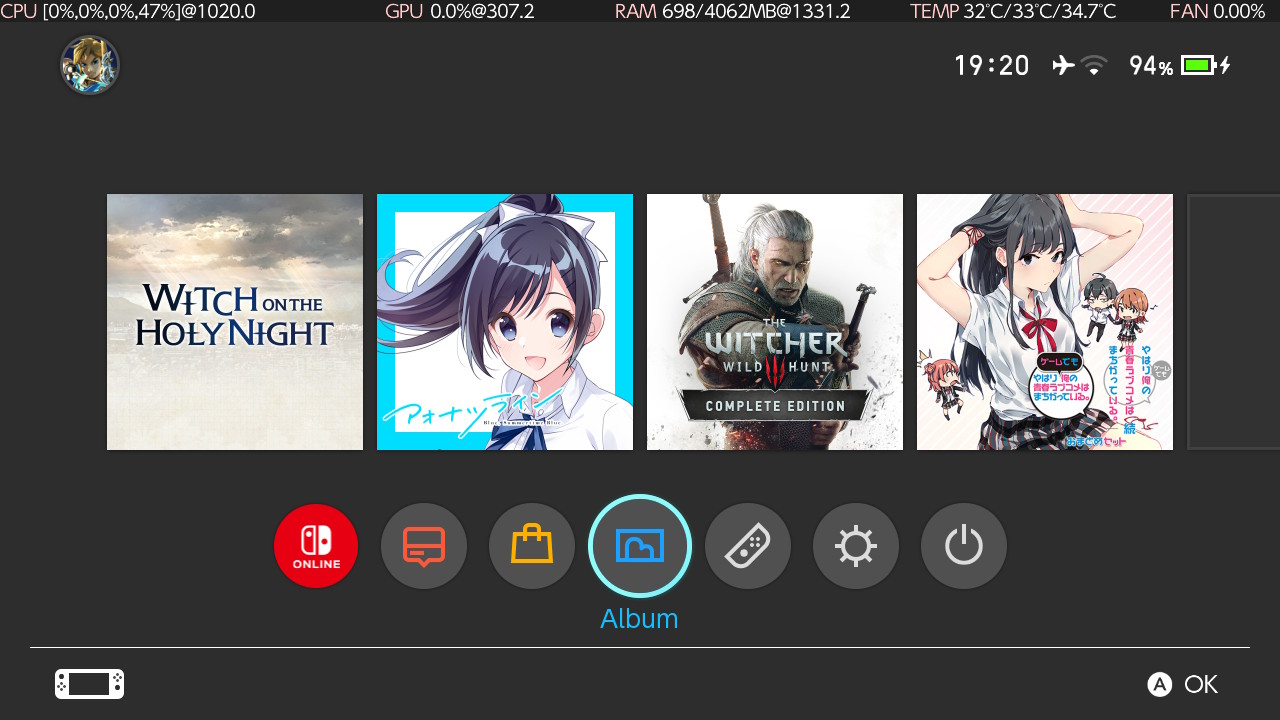 CPU [0%,0%,0%,47%]@1020.0 GPU 0.0%@307.2 RAM 698/4062MB@1331.2 TEMP 32°C/33°C/34.7°C FAN 0.00%
19:20 94%
WITCH ON THE
HOLY NIGHT
アオナツライン
THE
WITCHER
WILD HUNT
COMPLETE EDITION
ゲームでも
やはり俺の
青春ラブコメは
まちがっている。
やはり俺の
青春ラブコメは
まちがっている。続
おまとめセット
ONLINE
Album
A OK